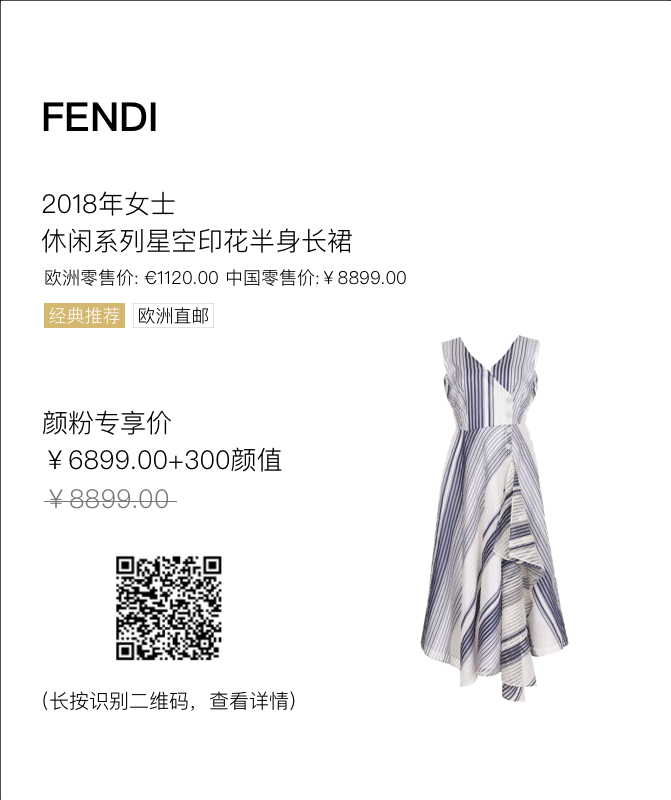 FENDI
2018年女士
休闲系列星空印花半身长裙
欧洲零售价: €1120.00 中国零售价:￥8899.00
经典推荐 欧洲直邮
颜粉专享价
￥6899.00+300颜值
￥8899.00
(长按识别二维码，查看详情)